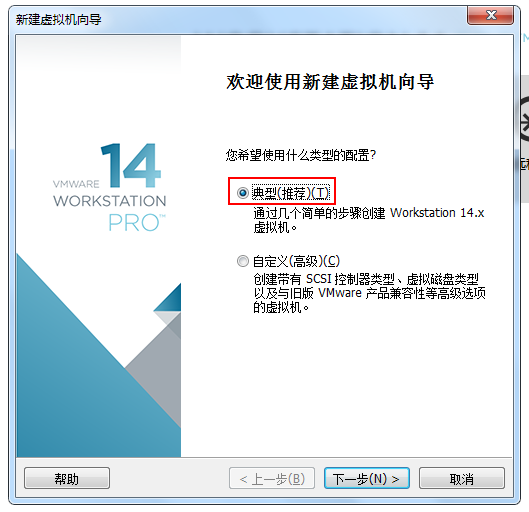 新建虚拟机向导
欢迎使用新建虚拟机向导
您希望使用什么类型的配置?
典型(推荐)(T)
通过几个简单的步骤创建 Workstation 14.x
虚拟机。
自定义(高级)(C)
创建带有 SCSI 控制器类型、虚拟磁盘类型
以及与旧版 VMware 产品兼容性等高级选项
的虚拟机。
VMWARE 14
WORKSTATION
PRO™
帮助
< 上一步(B)
下一步(N) >
取消